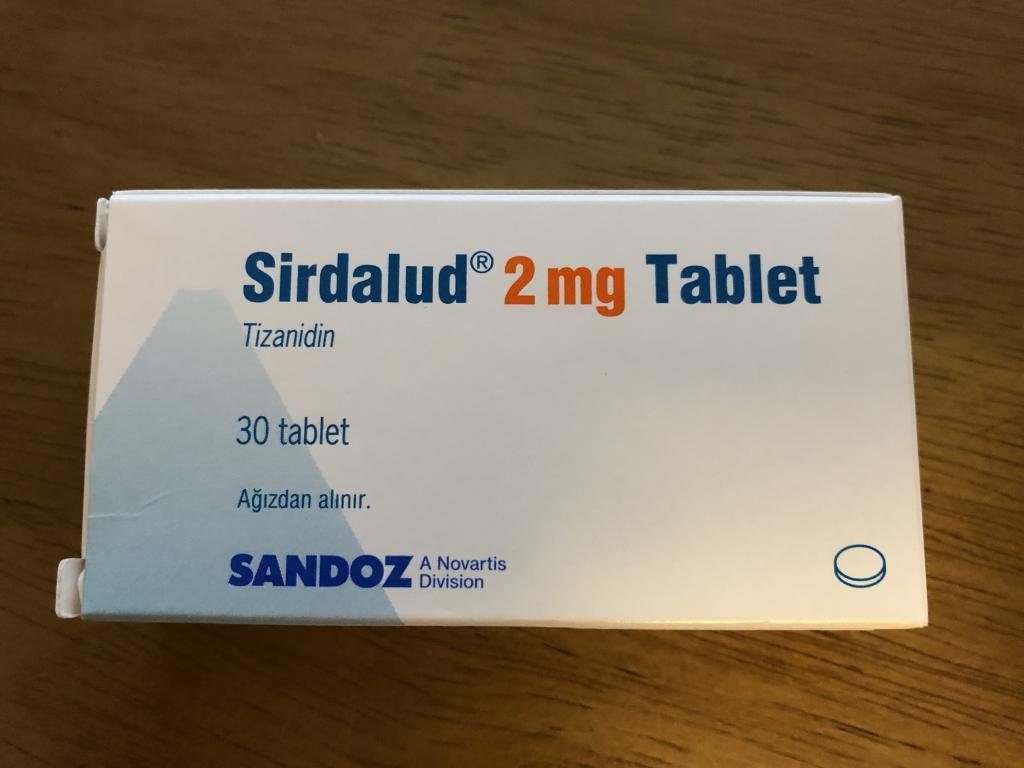 Sirdalud® 2 mg Tablet
Tizanidin
30 tablet
Ağızdan alınır.
SANDOZ A Novartis
Division